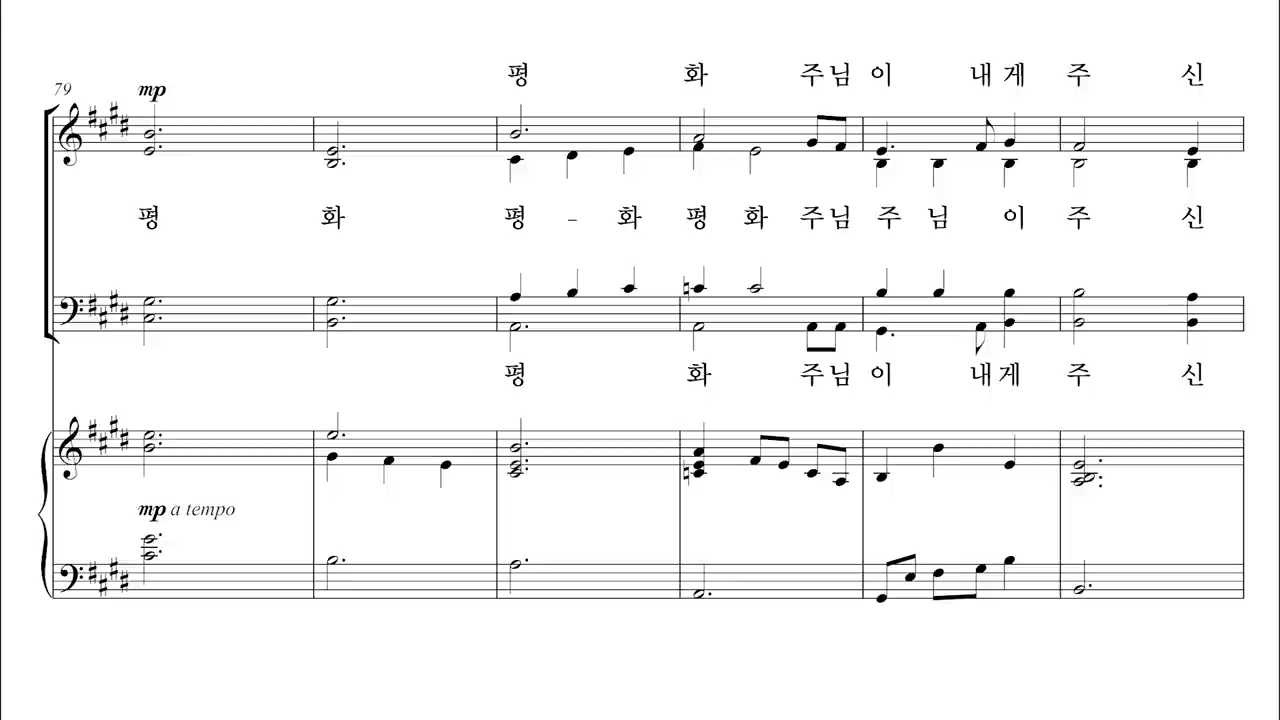 평 화 주님 이 내 게 주 신
79 mp
평 화 평 - 화 평 화 주님 주 님 이 주 신
평 화 주님 이 내게 주 신
mp a tempo